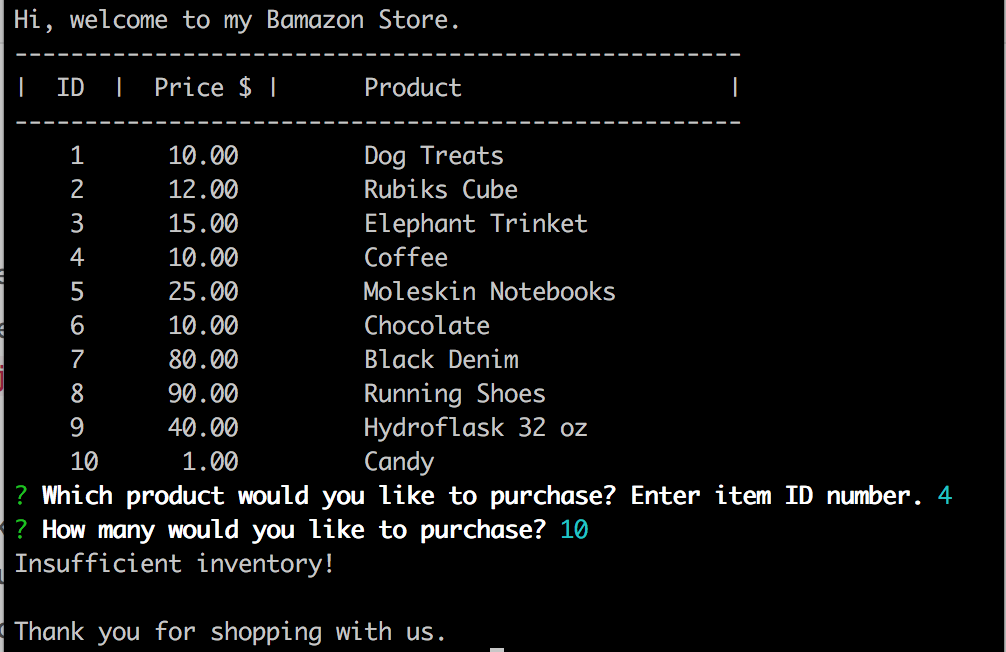 Hi, welcome to my Bamazon Store.
----------------------------------------------------
| ID | Price $ | Product |
----------------------------------------------------
1 10.00 Dog Treats
2 12.00 Rubiks Cube
3 15.00 Elephant Trinket
4 10.00 Coffee
5 25.00 Moleskin Notebooks
6 10.00 Chocolate
7 80.00 Black Denim
8 90.00 Running Shoes
9 40.00 Hydroflask 32 oz
10 1.00 Candy
? Which product would you like to purchase? Enter item ID number. 4
? How many would you like to purchase? 10
Insufficient inventory!
Thank you for shopping with us.